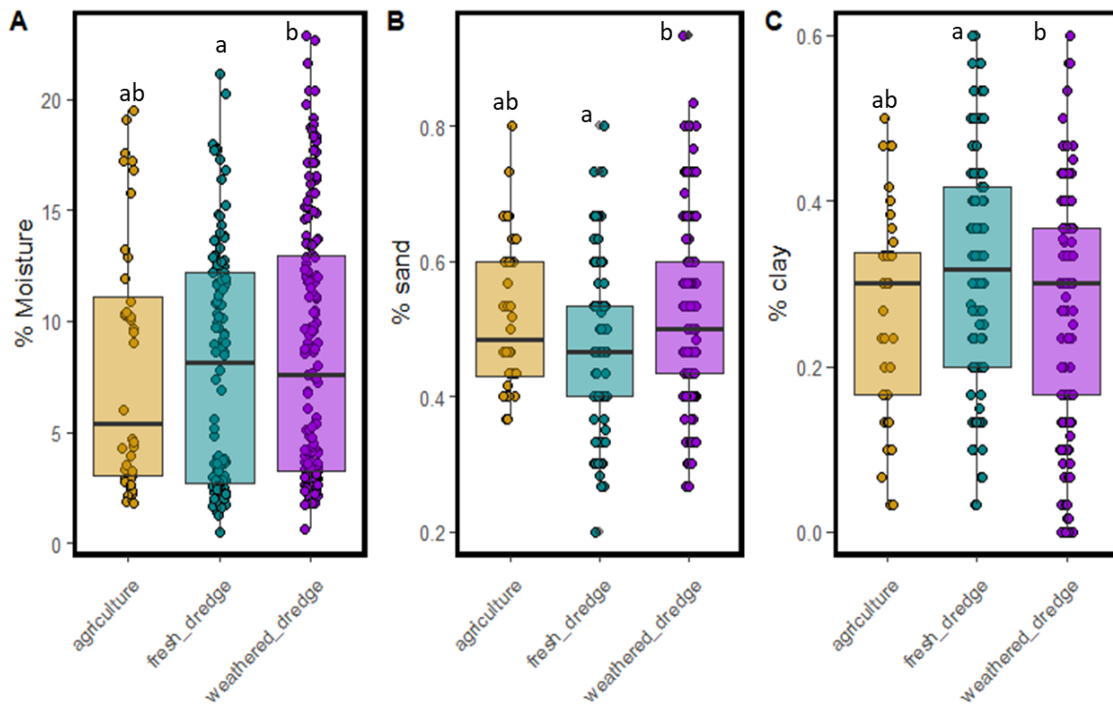 A
% Moisture
20
15
10
5
0
ab
a
b
agriculture
fresh_dredge
weathered_dredge
B
% sand
0.8
0.6
0.4
0.2
ab
a
b
agriculture
fresh_dredge
weathered_dredge
C
% clay
0.6
0.4
0.2
0.0
ab
a
b
agriculture
fresh_dredge
weathered_dredge